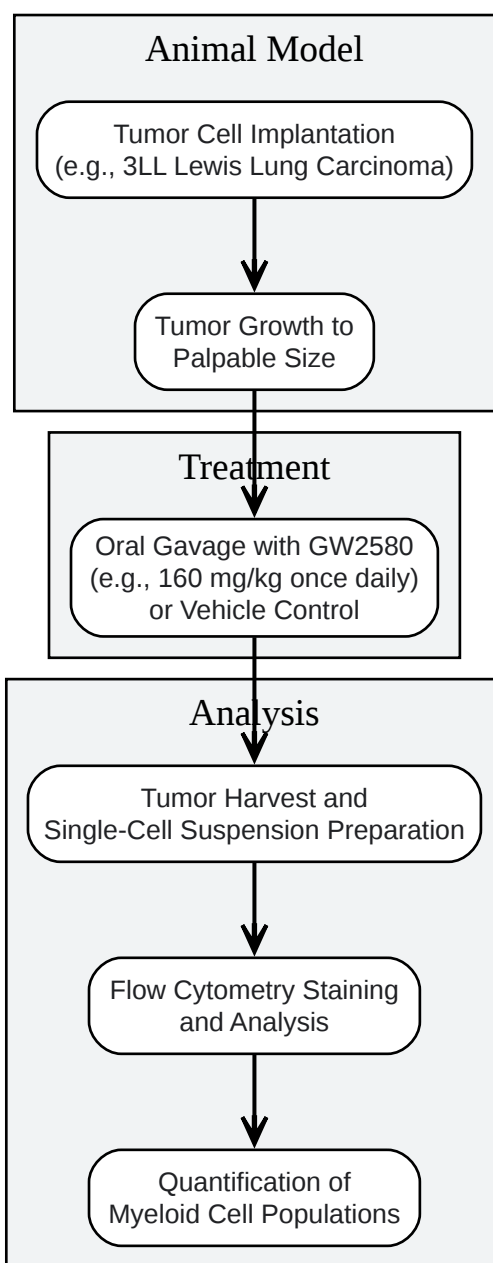 Animal Model
Tumor Cell Implantation
(e.g., 3LL Lewis Lung Carcinoma)
Tumor Growth to
Palpable Size
Treatment
Oral Gavage with GW2580
(e.g., 160 mg/kg once daily)
or Vehicle Control
Analysis
Tumor Harvest and
Single-Cell Suspension Preparation
Flow Cytometry Staining
and Analysis
Quantification of
Myeloid Cell Populations